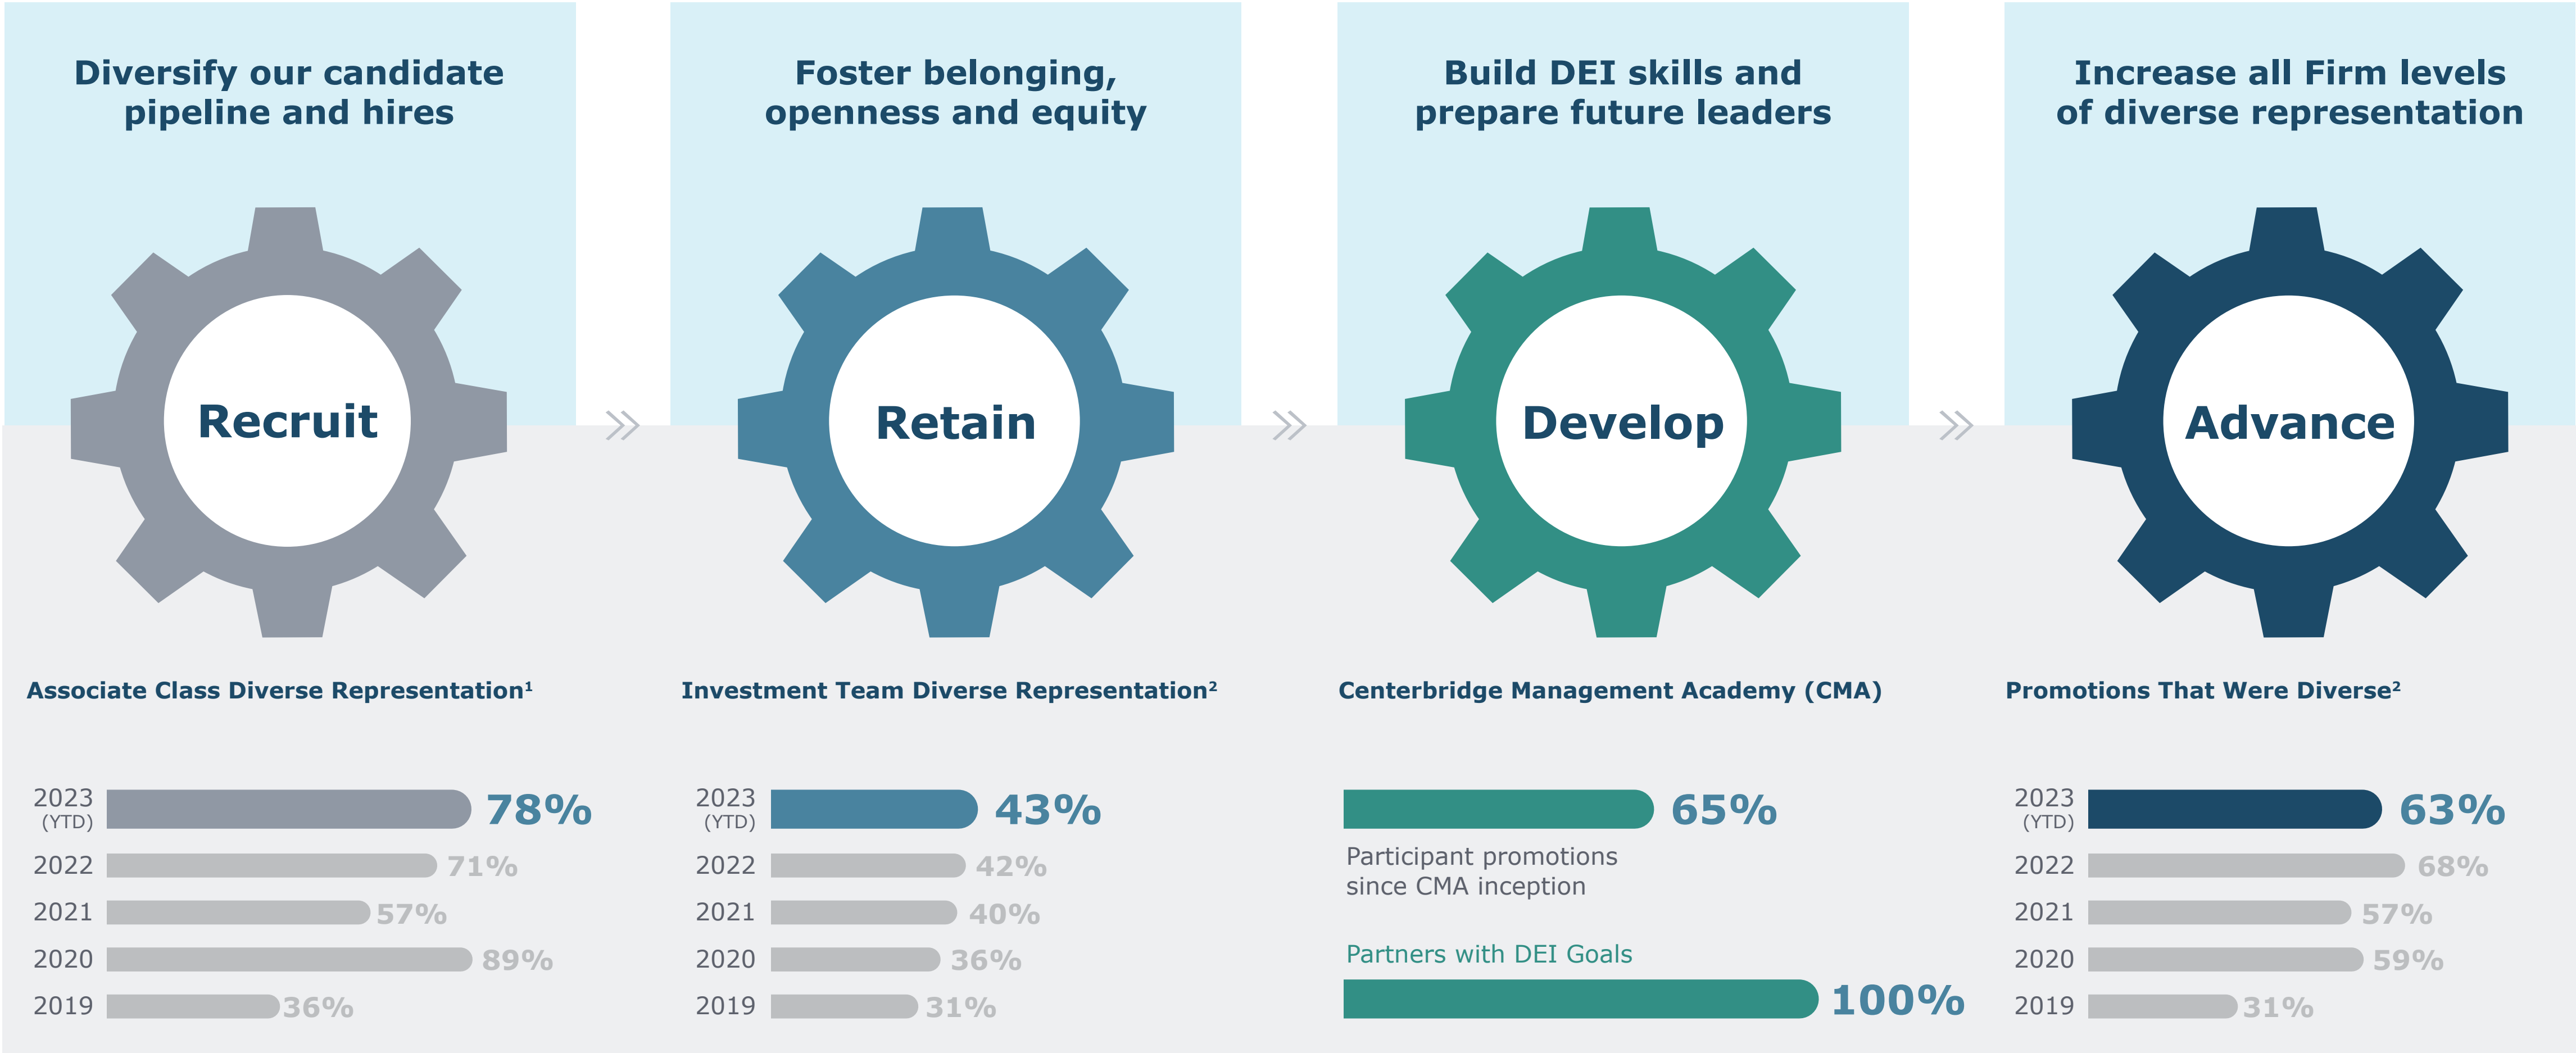 Diversify our candidate
pipeline and hires
Recruit
Associate Class Diverse Representation¹
2023
(YTD)
78%
2022
71%
2021
57%
2020
89%
2019
36%
Foster belonging,
openness and equity
Retain
Investment Team Diverse Representation²
2023
(YTD)
43%
2022
42%
2021
40%
2020
36%
2019
31%
Build DEI skills and
prepare future leaders
Develop
Centerbridge Management Academy (CMA)
65%
Participant promotions
since CMA inception
Partners with DEI Goals
100%
Increase all Firm levels
of diverse representation
Advance
Promotions That Were Diverse²
2023
(YTD)
63%
2022
68%
2021
57%
2020
59%
2019
31%